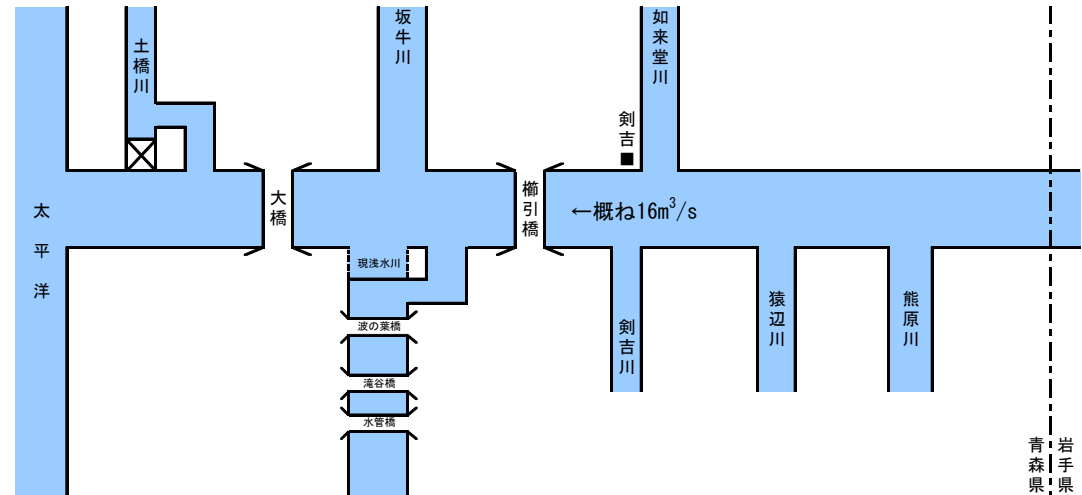 土橋川
坂牛川
如来堂川
剣吉
■
太平洋
大橋
櫛引橋
←概ね16m³/s
現浅水川
波の葉橋
滝谷橋
水管橋
剣吉川
猿辺川
熊原川
青森県
岩手県